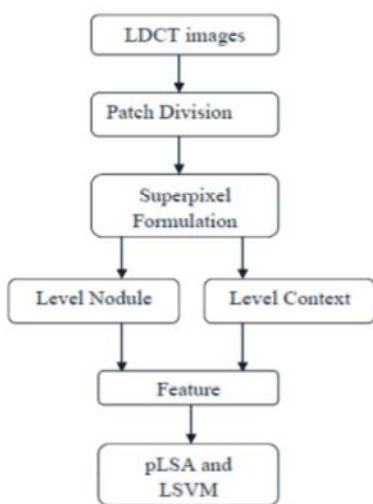 LDCT images
Patch Division
Superpixel
Formulation
Level Nodule
Level Context
Feature
pLSA and
LSVM